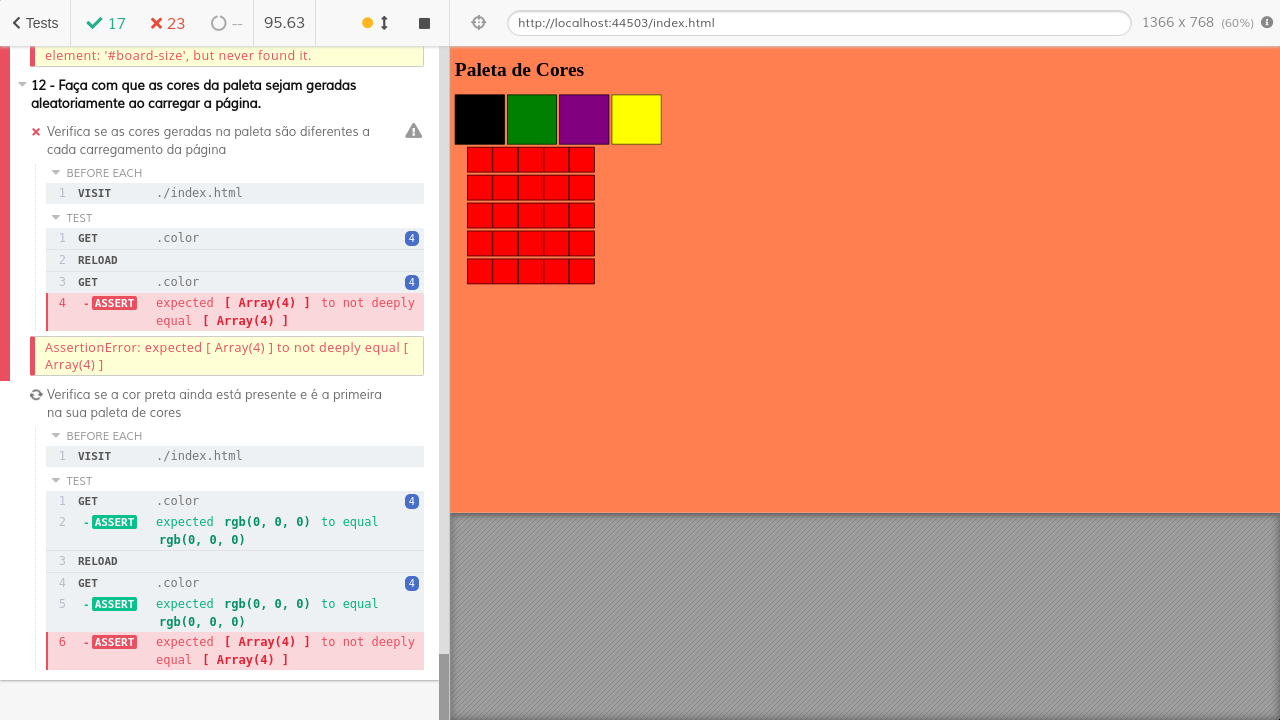 Tests 17 23 -- 95.63
http://localhost:44503/index.html 1366 x 768 (60%)
element: '#board-size', but never found it.
12 - Faça com que as cores da paleta sejam geradas
aleatoriamente ao carregar a página.
Verifica se as cores geradas na paleta são diferentes a
cada carregamento da página
BEFORE EACH
1 VISIT ./index.html
TEST
1 GET .color 4
2 RELOAD
3 GET .color 4
4 -ASSERT expected [ Array(4) ] to not deeply
equal [ Array(4) ]
AssertionError: expected [ Array(4) ] to not deeply equal [
Array(4) ]
Verifica se a cor preta ainda está presente e é a primeira
na sua paleta de cores
BEFORE EACH
1 VISIT ./index.html
TEST
1 GET .color 4
2 -ASSERT expected rgb(0, 0, 0) to equal
rgb(0, 0, 0)
3 RELOAD
4 GET .color 4
5 -ASSERT expected rgb(0, 0, 0) to equal
rgb(0, 0, 0)
6 -ASSERT expected [ Array(4) ] to not deeply
equal [ Array(4) ]
Paleta de Cores